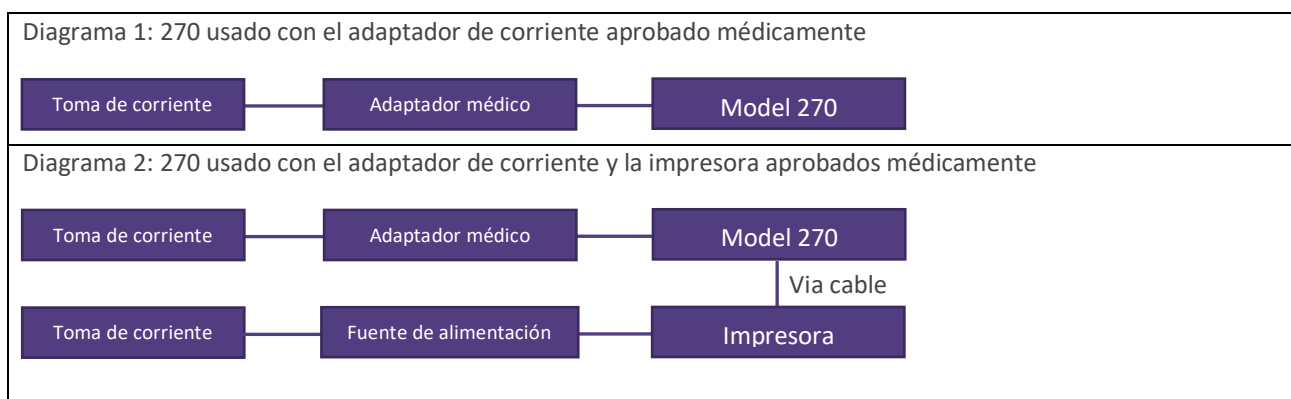 Diagrama 1: 270 usado con el adaptador de corriente aprobado médicamente
Toma de corriente
Adaptador médico
Model 270
Diagrama 2: 270 usado con el adaptador de corriente y la impresora aprobados médicamente
Toma de corriente
Adaptador médico
Model 270
Via cable
Toma de corriente
Fuente de alimentación
Impresora